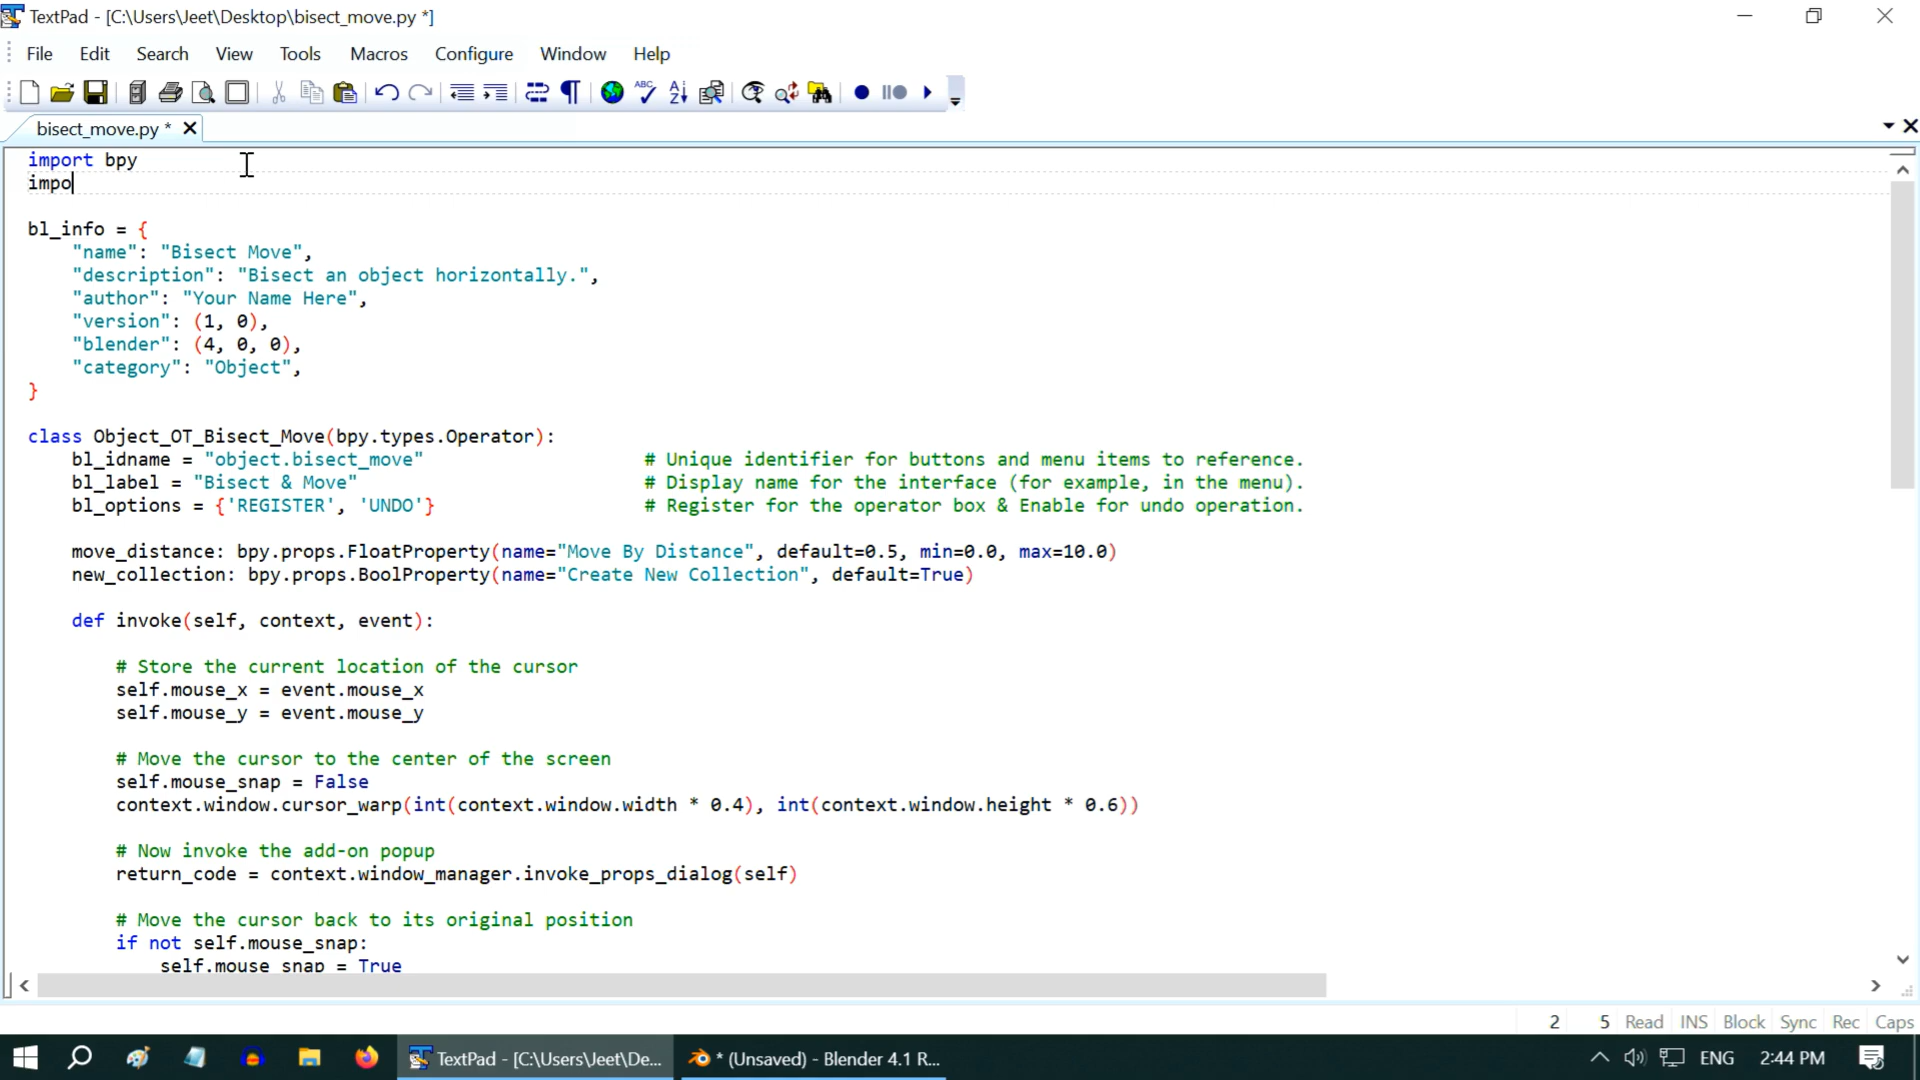 TextPad - [C:\Users\Jeet\Desktop\bisect_move.py *]
File Edit Search View Tools Macros Configure Window Help
bisect_move.py *
import bpy
impo
bl_info = {
    "name": "Bisect Move",
    "description": "Bisect an object horizontally.",
    "author": "Your Name Here",
    "version": (1, 0),
    "blender": (4, 0, 0),
    "category": "Object",
}
class Object_OT_Bisect_Move(bpy.types.Operator):
    bl_idname = "object.bisect_move" # Unique identifier for buttons and menu items to reference.
    bl_label = "Bisect & Move" # Display name for the interface (for example, in the menu).
    bl_options = {'REGISTER', 'UNDO'} # Register for the operator box & Enable for undo operation.
    move_distance: bpy.props.FloatProperty(name="Move By Distance", default=0.5, min=0.0, max=10.0)
    new_collection: bpy.props.BoolProperty(name="Create New Collection", default=True)
    def invoke(self, context, event):
        # Store the current location of the cursor
        self.mouse_x = event.mouse_x
        self.mouse_y = event.mouse_y
        # Move the cursor to the center of the screen
        self.mouse_snap = False
        context.window.cursor_warp(int(context.window.width * 0.4), int(context.window.height * 0.6))
        # Now invoke the add-on popup
        return_code = context.window_manager.invoke_props_dialog(self)
        # Move the cursor back to its original position
        if not self.mouse_snap:
            self.mouse_snap = True
2 5 Read INS Block Sync Rec Caps
TextPad - [C:\Users\Jeet\De... * (Unsaved) - Blender 4.1 R... ENG 2:44 PM